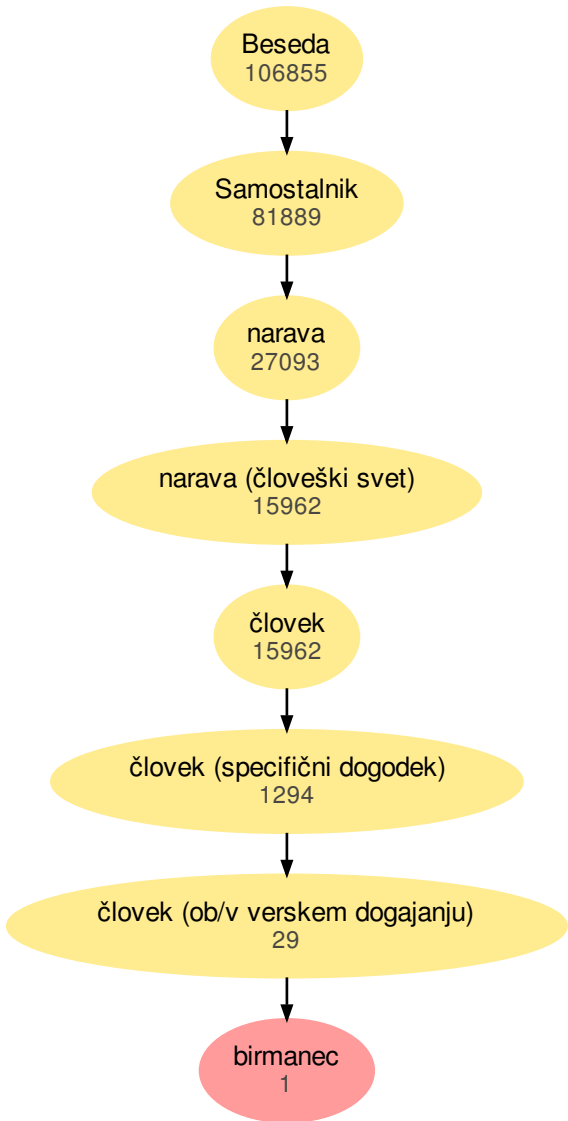 Beseda
106855
Samostalnik
81889
narava
27093
narava (človeški svet)
15962
človek
15962
človek (specifični dogodek)
1294
človek (ob/v verskem dogajanju)
29
birmanec
1